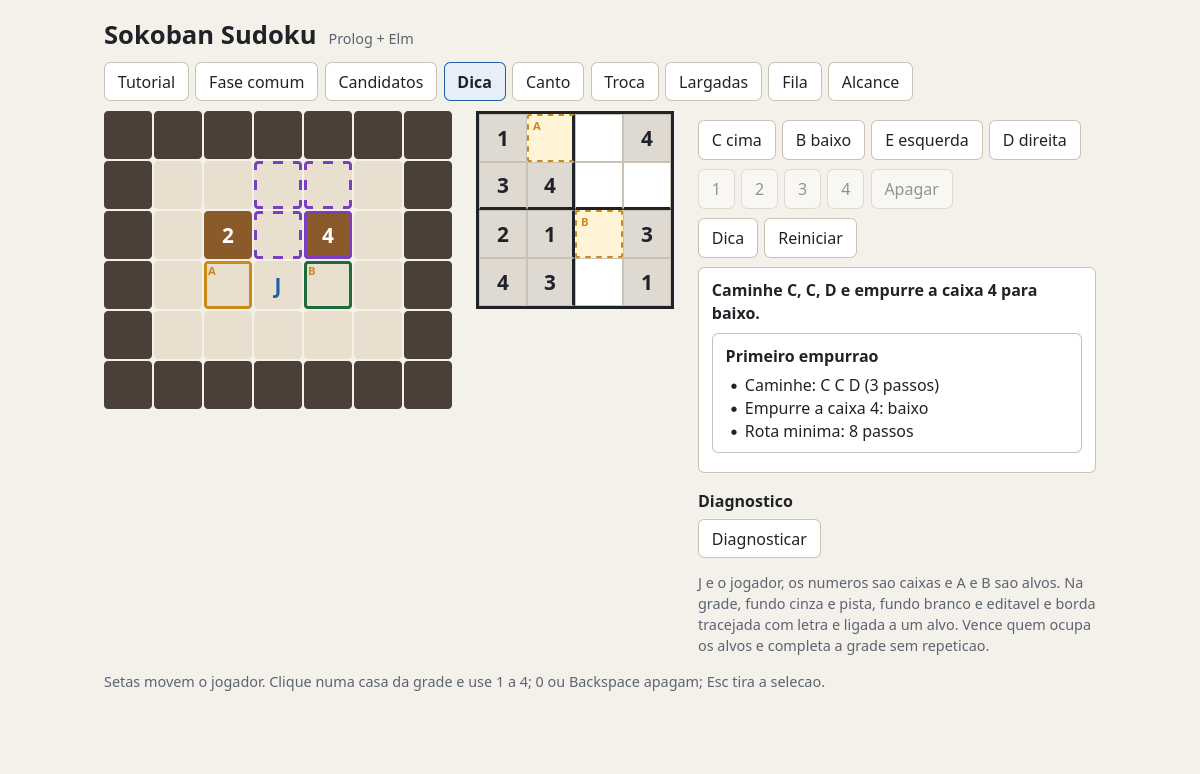 Sokoban Sudoku Prolog + Elm
Tutorial Fase comum Candidatos Dica Canto Troca Largadas Fila Alcance
2 4
A J B
1 A 4
3 4
2 1 B 3
4 3 1
C cima B baixo E esquerda D direita
1 2 3 4 Apagar
Dica Reiniciar
Caminhe C, C, D e empurre a caixa 4 para
baixo.
Primeiro empurrao
• Caminhe: C C D (3 passos)
• Empurre a caixa 4: baixo
• Rota minima: 8 passos
Diagnostico
Diagnosticar
J e o jogador, os numeros sao caixas e A e B sao alvos. Na
grade, fundo cinza e pista, fundo branco e editavel e borda
tracejada com letra e ligada a um alvo. Vence quem ocupa
os alvos e completa a grade sem repeticao.
Setas movem o jogador. Clique numa casa da grade e use 1 a 4; 0 ou Backspace apagam; Esc tira a selecao.